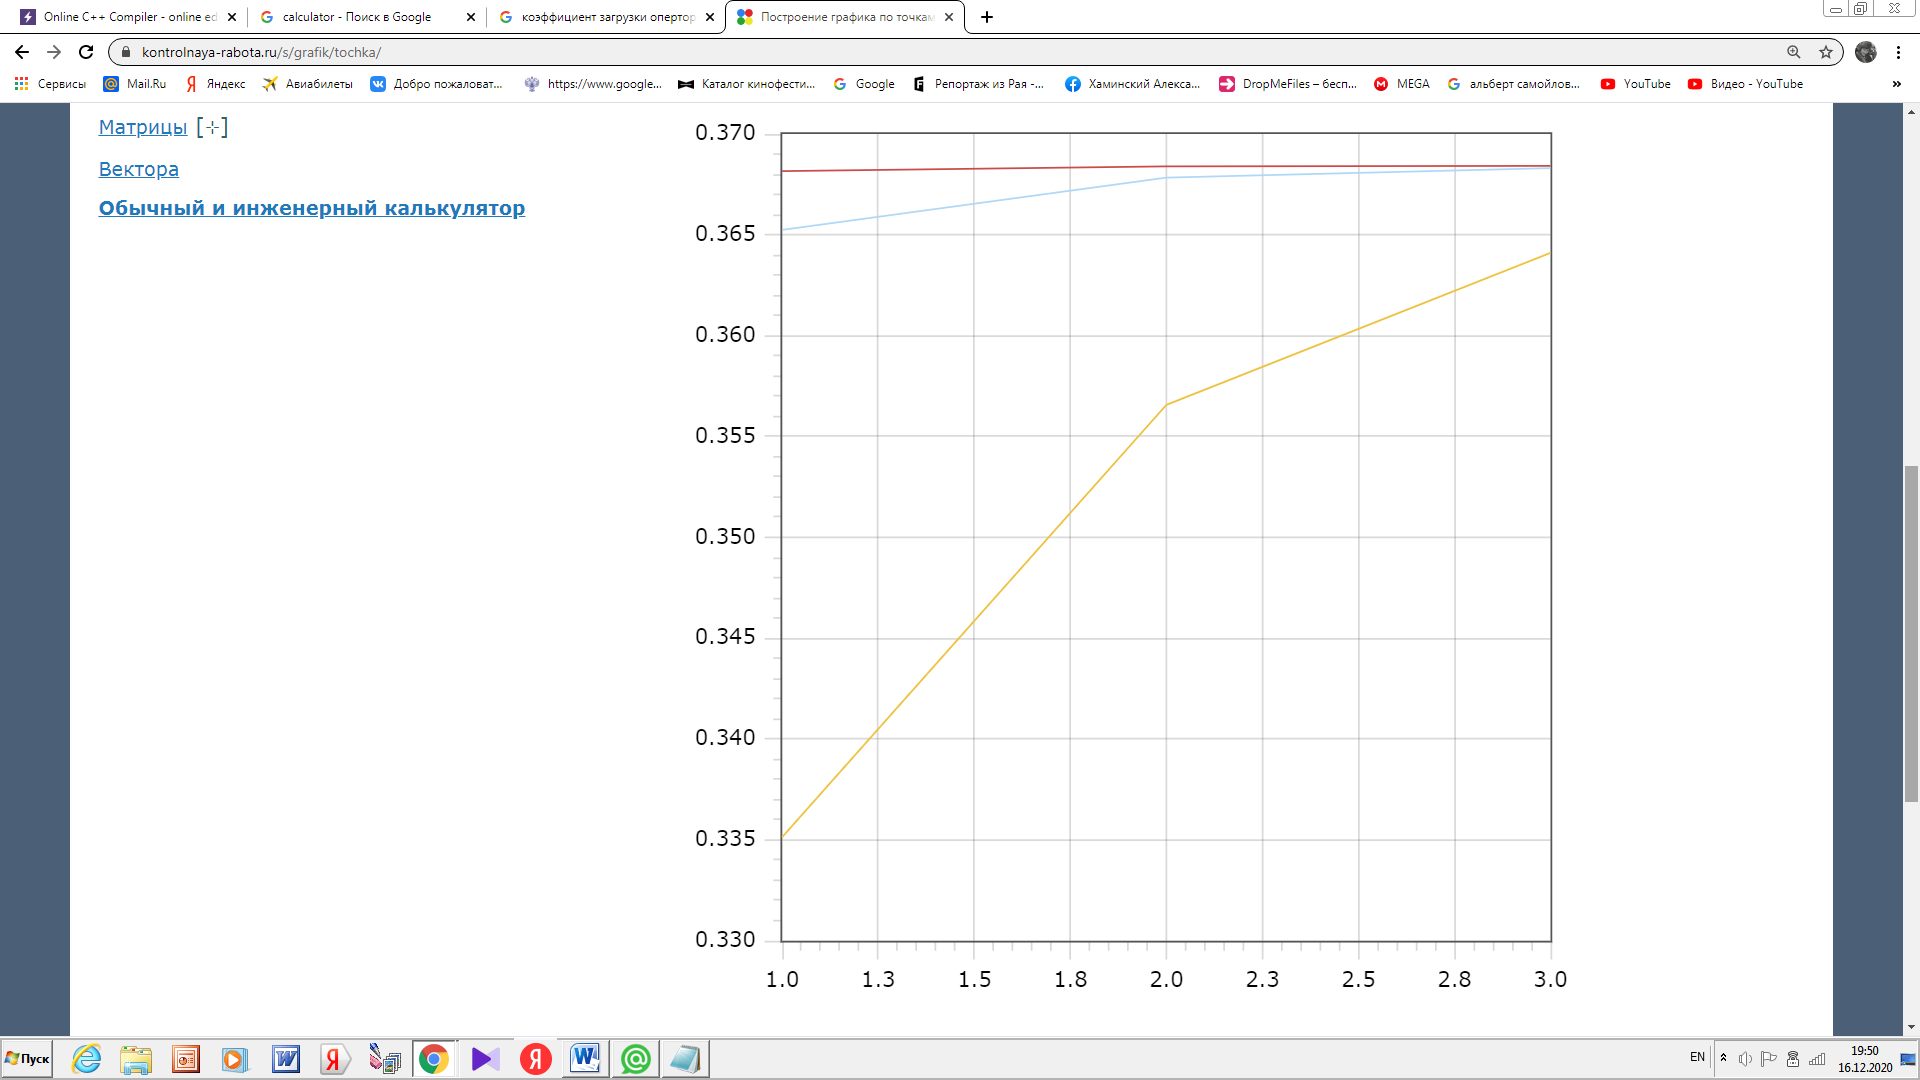 Online C++ Compiler - online ed
calculator - Поиск в Google
коэффициент загрузки опертор
Построение графика по точкам
kontrolnaya-rabota.ru/s/grafik/tochka/
Сервисы
Mail.Ru
Яндекс
Авиабилеты
Добро пожаловат...
https://www.google...
Каталог кинофести...
Google
Репортаж из Рая -...
Хаминский Алекса...
DropMeFiles – бесп...
MEGA
альберт самойлов...
YouTube
Видео - YouTube
»
Матрицы [+]
Вектора
Обычный и инженерный калькулятор
0.370
0.365
0.360
0.355
0.350
0.345
0.340
0.335
0.330
1.0 1.3 1.5 1.8 2.0 2.3 2.5 2.8 3.0
Пуск
EN
19:50
16.12.2020